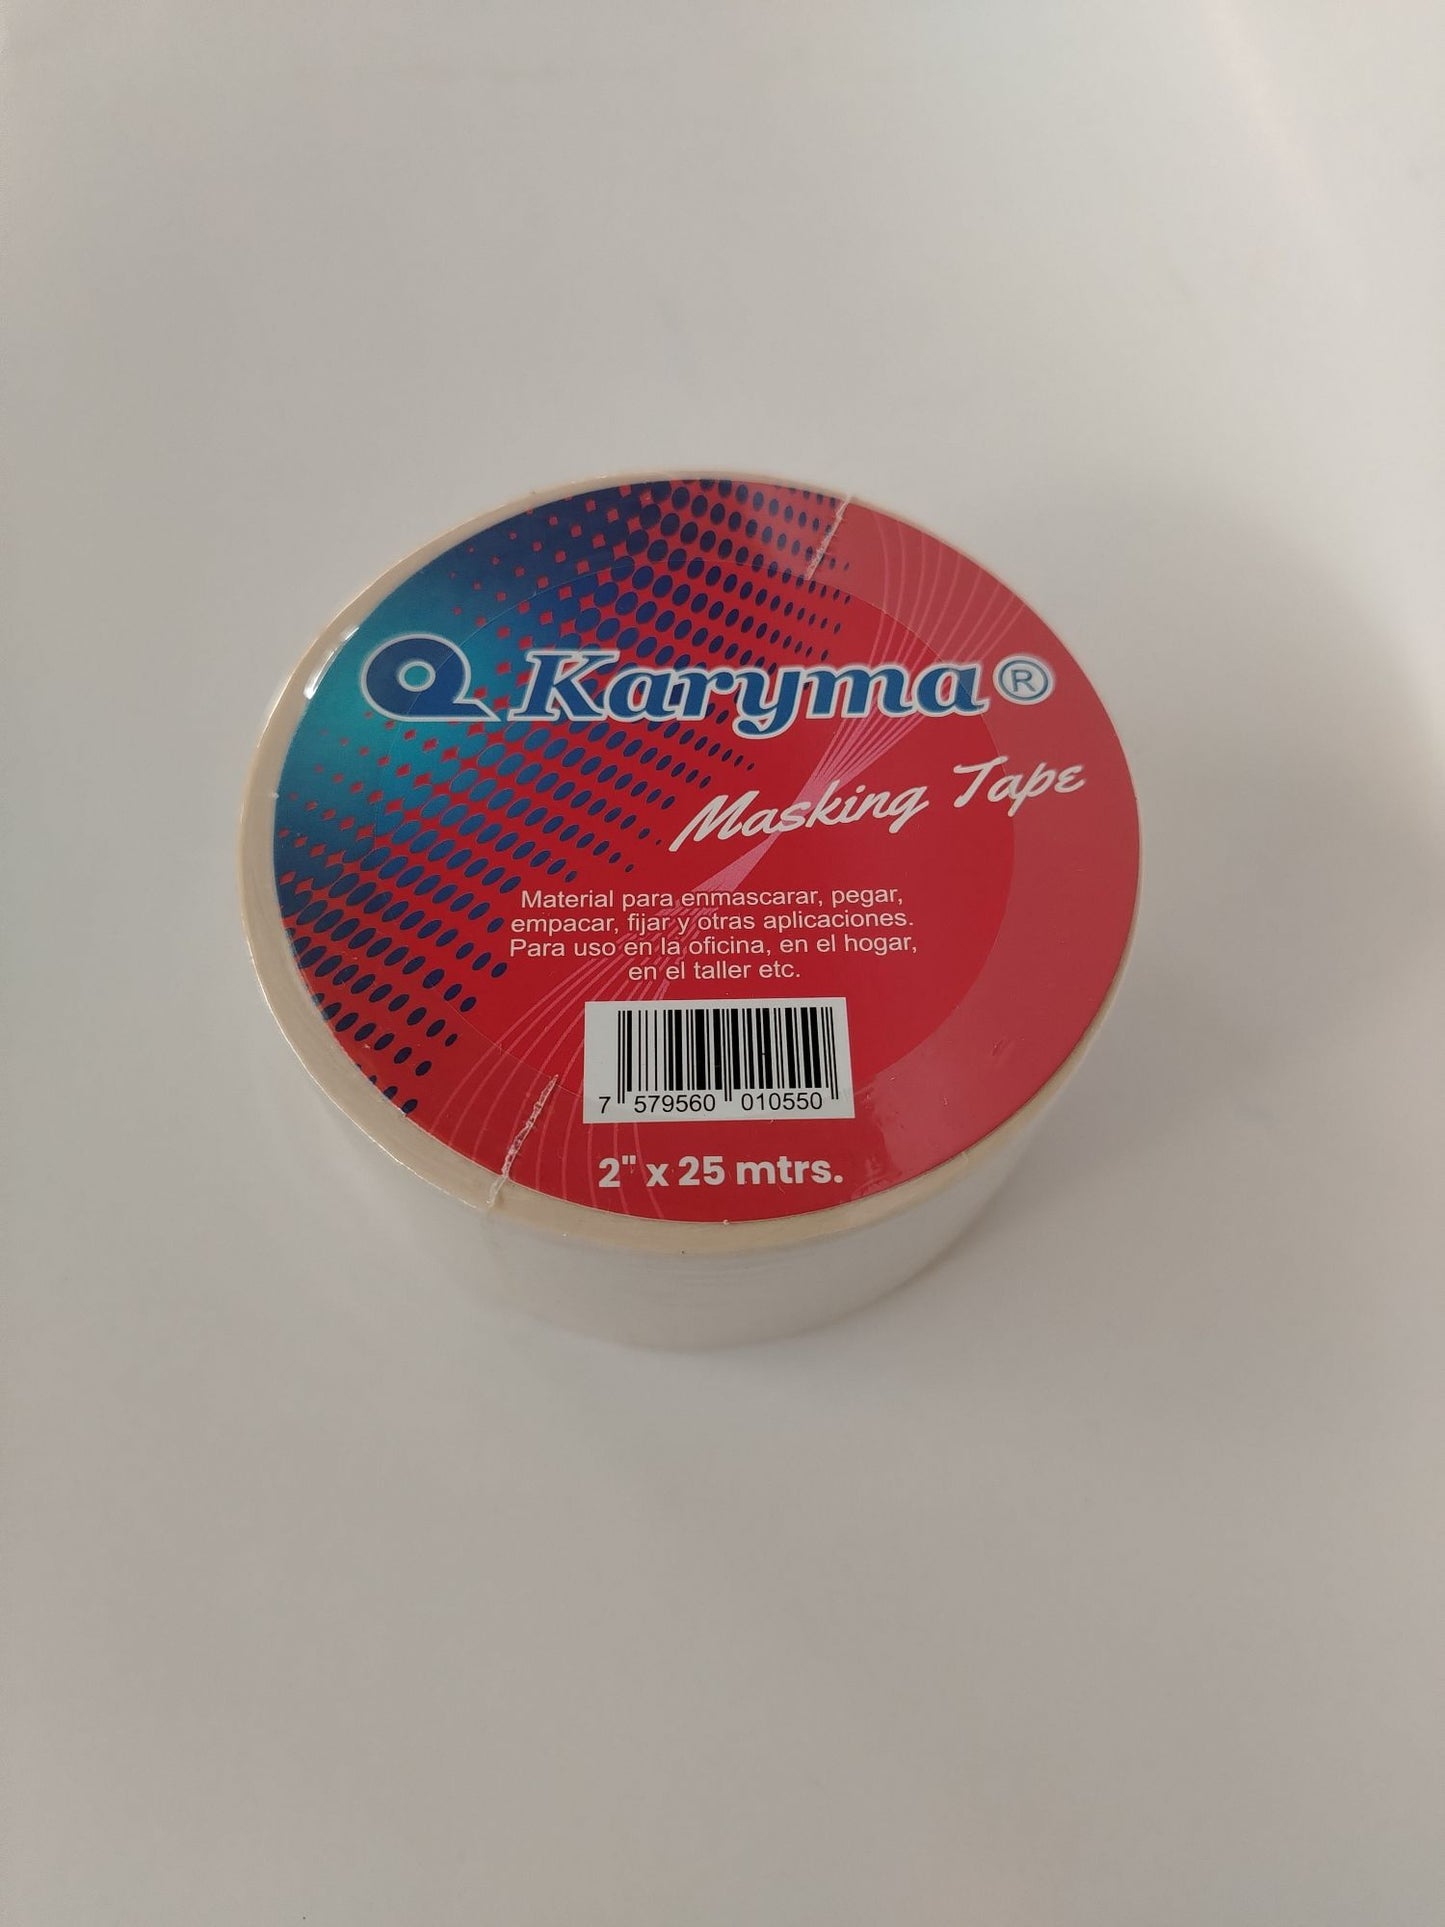 Karyma®
Masking Tape
Material para enmascarar, pegar,
empacar, fijar y otras aplicaciones.
Para uso en la oficina, en el hogar,
en el taller etc.
7 579560 010550
2" x 25 mtrs.